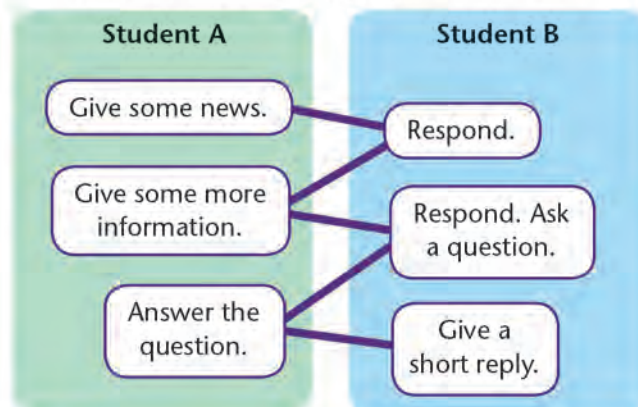 Student A
Student B
Give some news.
Respond.
Give some more
information.
Respond. Ask
a question.
Answer the
question.
Give a
short reply.